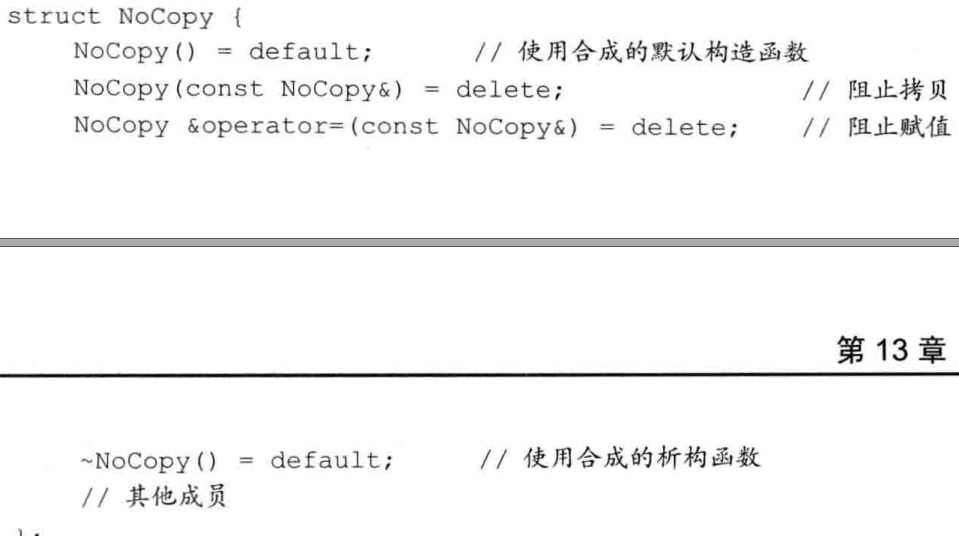 struct NoCopy {
NoCopy() = default; // 使用合成的默认构造函数
NoCopy(const NoCopy&) = delete; // 阻止拷贝
NoCopy &operator=(const NoCopy&) = delete; // 阻止赋值
第 13 章
~NoCopy() = default; // 使用合成的析构函数
// 其他成员
};